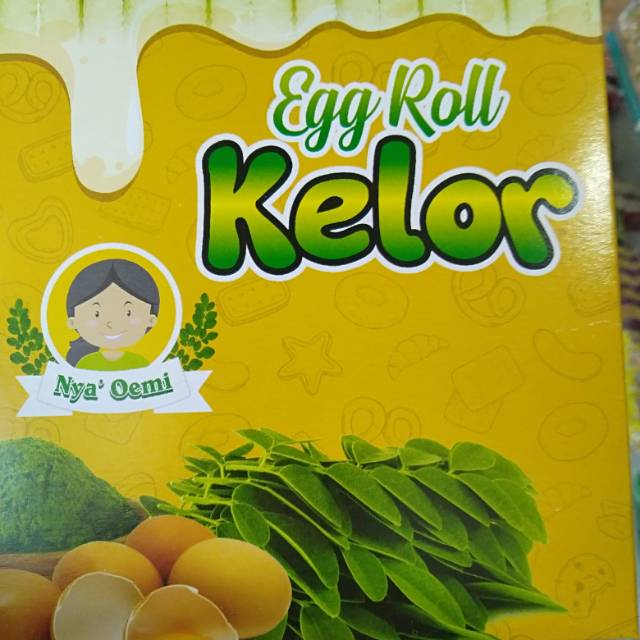 Egg Roll
Kelor
Nya' Oemi